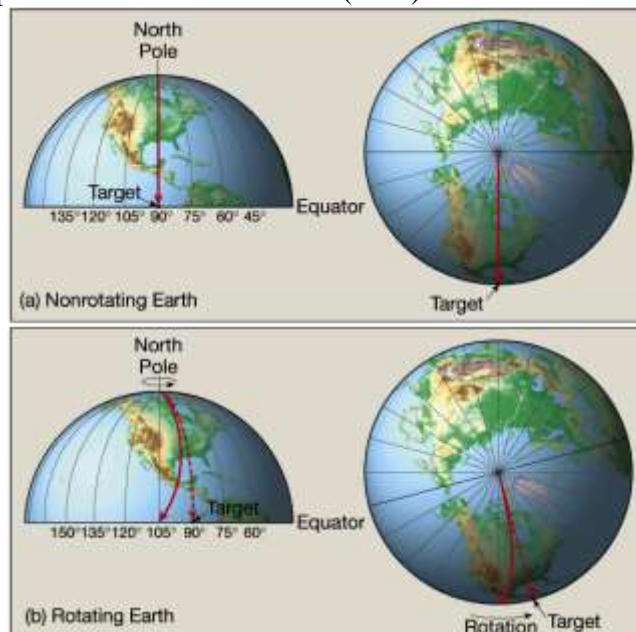 North
Pole
Target
Equator
135° 120° 105° 90° 75° 60° 45°
(a) Nonrotating Earth
Target
North
Pole
Target
Equator
150° 135° 120° 105° 90° 75° 60°
(b) Rotating Earth
Rotation
Target